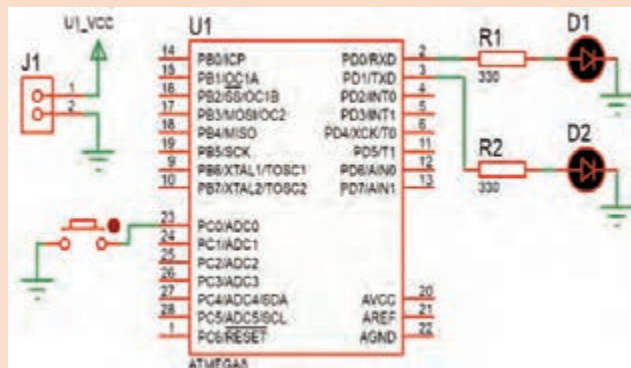 U1_VCC
J1
1
2
U1
14 PB0/ICP
15 PB1/OC1A
16 PB2/SS/OC1B
17 PB3/MOSI/OC2
18 PB4/MISO
19 PB5/SCK
9 PB6/XTAL1/TOSC1
10 PB7/XTAL2/TOSC2
23 PC0/ADC0
24 PC1/ADC1
25 PC2/ADC2
26 PC3/ADC3
27 PC4/ADC4/SDA
28 PC5/ADC5/SCL
1 PC6/RESET
ATMEGA8
PD0/RXD 2
PD1/TXD 3
PD2/INT0 4
PD3/INT1 5
PD4/XCK/T0 6
PD5/T1 11
PD6/AIN0 12
PD7/AIN1 13
AVCC 20
AREF 21
AGND 22
R1
330
D1
R2
330
D2